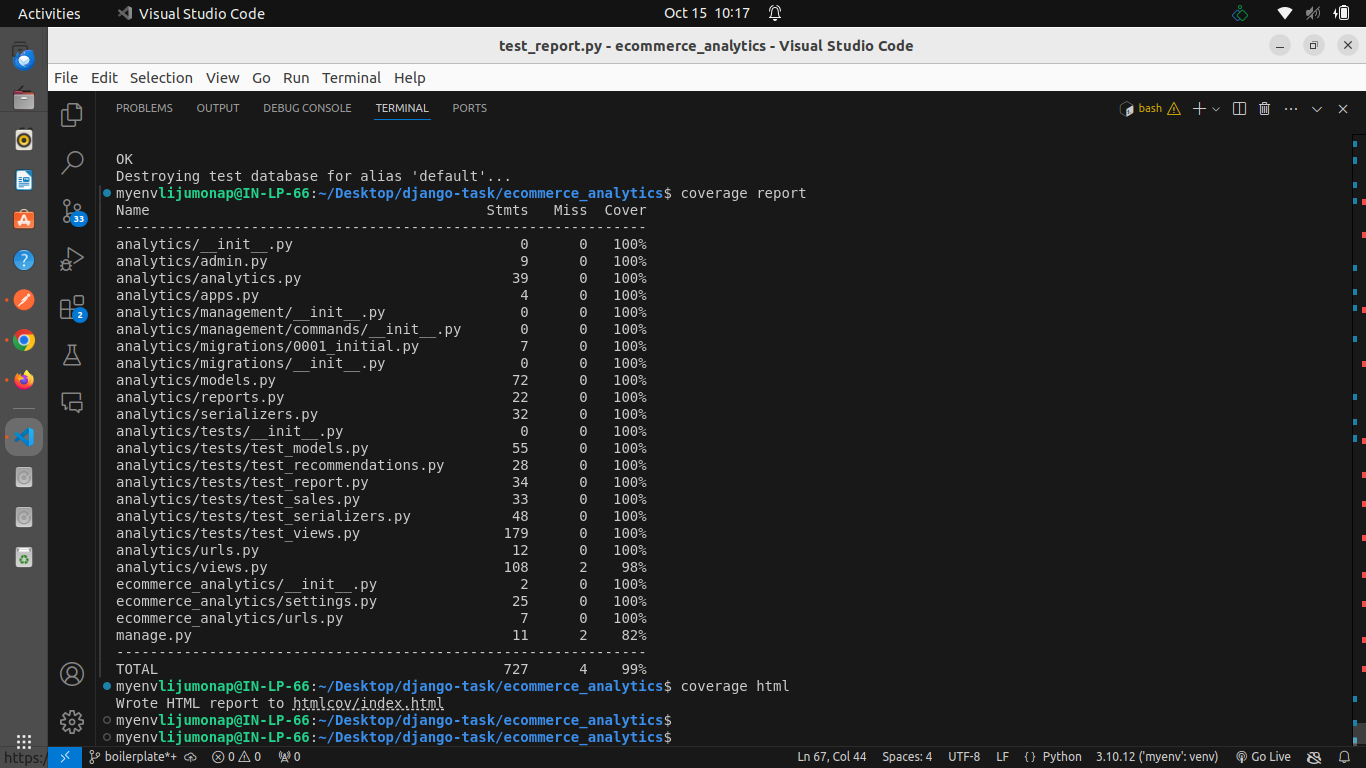 Activities Visual Studio Code Oct 15 10:17
test_report.py - ecommerce_analytics - Visual Studio Code
File Edit Selection View Go Run Terminal Help
PROBLEMS OUTPUT DEBUG CONSOLE TERMINAL PORTS bash
OK
Destroying test database for alias 'default'...
myenvlijumonap@IN-LP-66:~/Desktop/django-task/ecommerce_analytics$ coverage report
Name Stmts Miss Cover
---------------------------------------------------------------
analytics/__init__.py 0 0 100%
analytics/admin.py 9 0 100%
analytics/analytics.py 39 0 100%
analytics/apps.py 4 0 100%
analytics/management/__init__.py 0 0 100%
analytics/management/commands/__init__.py 0 0 100%
analytics/migrations/0001_initial.py 7 0 100%
analytics/migrations/__init__.py 0 0 100%
analytics/models.py 72 0 100%
analytics/reports.py 22 0 100%
analytics/serializers.py 32 0 100%
analytics/tests/__init__.py 0 0 100%
analytics/tests/test_models.py 55 0 100%
analytics/tests/test_recommendations.py 28 0 100%
analytics/tests/test_report.py 34 0 100%
analytics/tests/test_sales.py 33 0 100%
analytics/tests/test_serializers.py 48 0 100%
analytics/tests/test_views.py 179 0 100%
analytics/urls.py 12 0 100%
analytics/views.py 108 2 98%
ecommerce_analytics/__init__.py 2 0 100%
ecommerce_analytics/settings.py 25 0 100%
ecommerce_analytics/urls.py 7 0 100%
manage.py 11 2 82%
---------------------------------------------------------------
TOTAL 727 4 99%
myenvlijumonap@IN-LP-66:~/Desktop/django-task/ecommerce_analytics$ coverage html
Wrote HTML report to htmlcov/index.html
myenvlijumonap@IN-LP-66:~/Desktop/django-task/ecommerce_analytics$
myenvlijumonap@IN-LP-66:~/Desktop/django-task/ecommerce_analytics$
33
2
https:/
boilerplate*+ 0 0 0 Ln 67, Col 44 Spaces: 4 UTF-8 LF { } Python 3.10.12 ('myenv': venv) Go Live